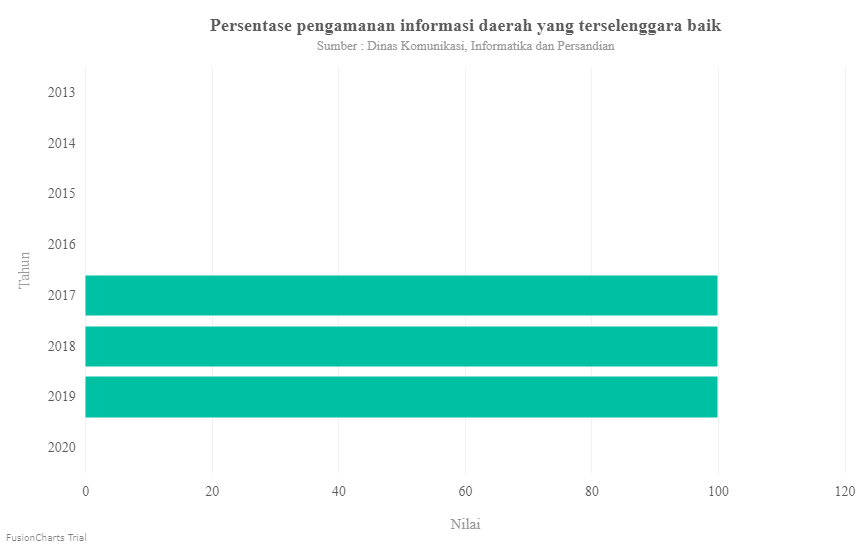 Persentase pengamanan informasi daerah yang terselenggara baik
Sumber : Dinas Komunikasi, Informatika dan Persandian
2013
2014
2015
2016
2017
2018
2019
2020
Tahun
0 20 40 60 80 100 120
Nilai
FusionCharts Trial